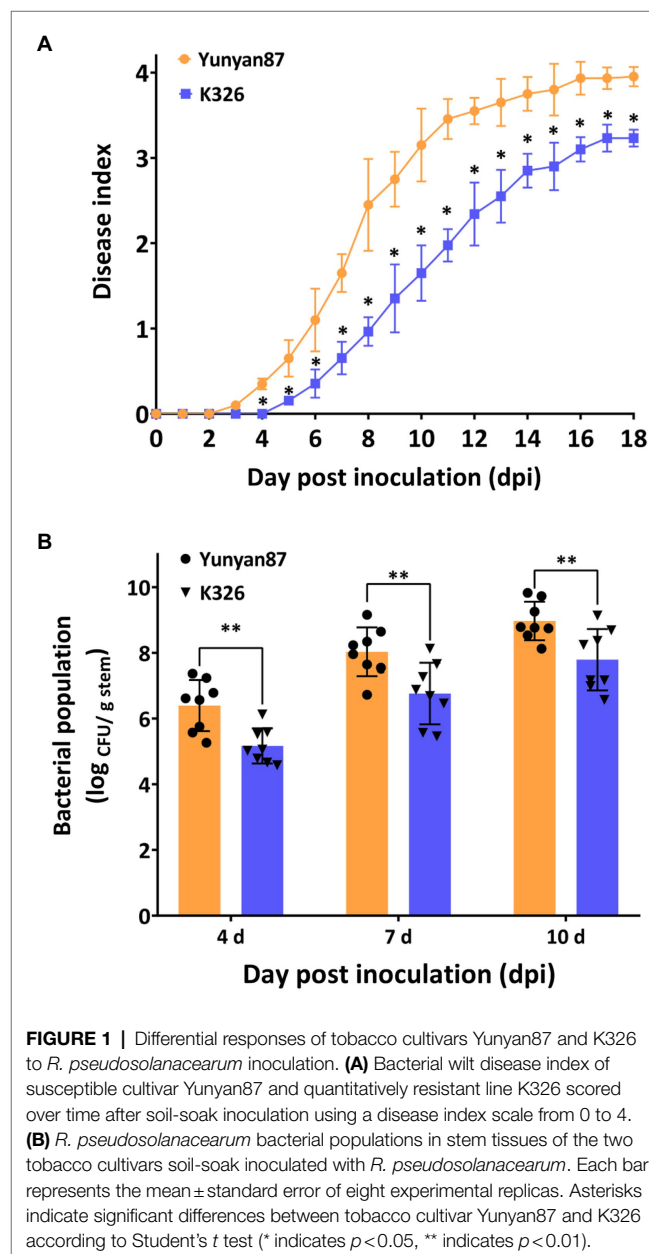 A
Yunyan87
K326
4
3
2
1
0
Disease index
* * * * * * * * * * * * * * *
0 2 4 6 8 10 12 14 16 18
Day post inoculation (dpi)
B
Yunyan87
K326
10
8
6
4
2
0
Bacterial population
(log CFU/ g stem)
** ** **
4 d 7 d 10 d
Day post inoculation (dpi)
FIGURE 1 | Differential responses of tobacco cultivars Yunyan87 and K326
to R. pseudosolanacearum inoculation. (A) Bacterial wilt disease index of
susceptible cultivar Yunyan87 and quantitatively resistant line K326 scored
over time after soil-soak inoculation using a disease index scale from 0 to 4.
(B) R. pseudosolanacearum bacterial populations in stem tissues of the two
tobacco cultivars soil-soak inoculated with R. pseudosolanacearum. Each bar
represents the mean ± standard error of eight experimental replicas. Asterisks
indicate significant differences between tobacco cultivar Yunyan87 and K326
according to Student's t test (* indicates p < 0.05, ** indicates p < 0.01).